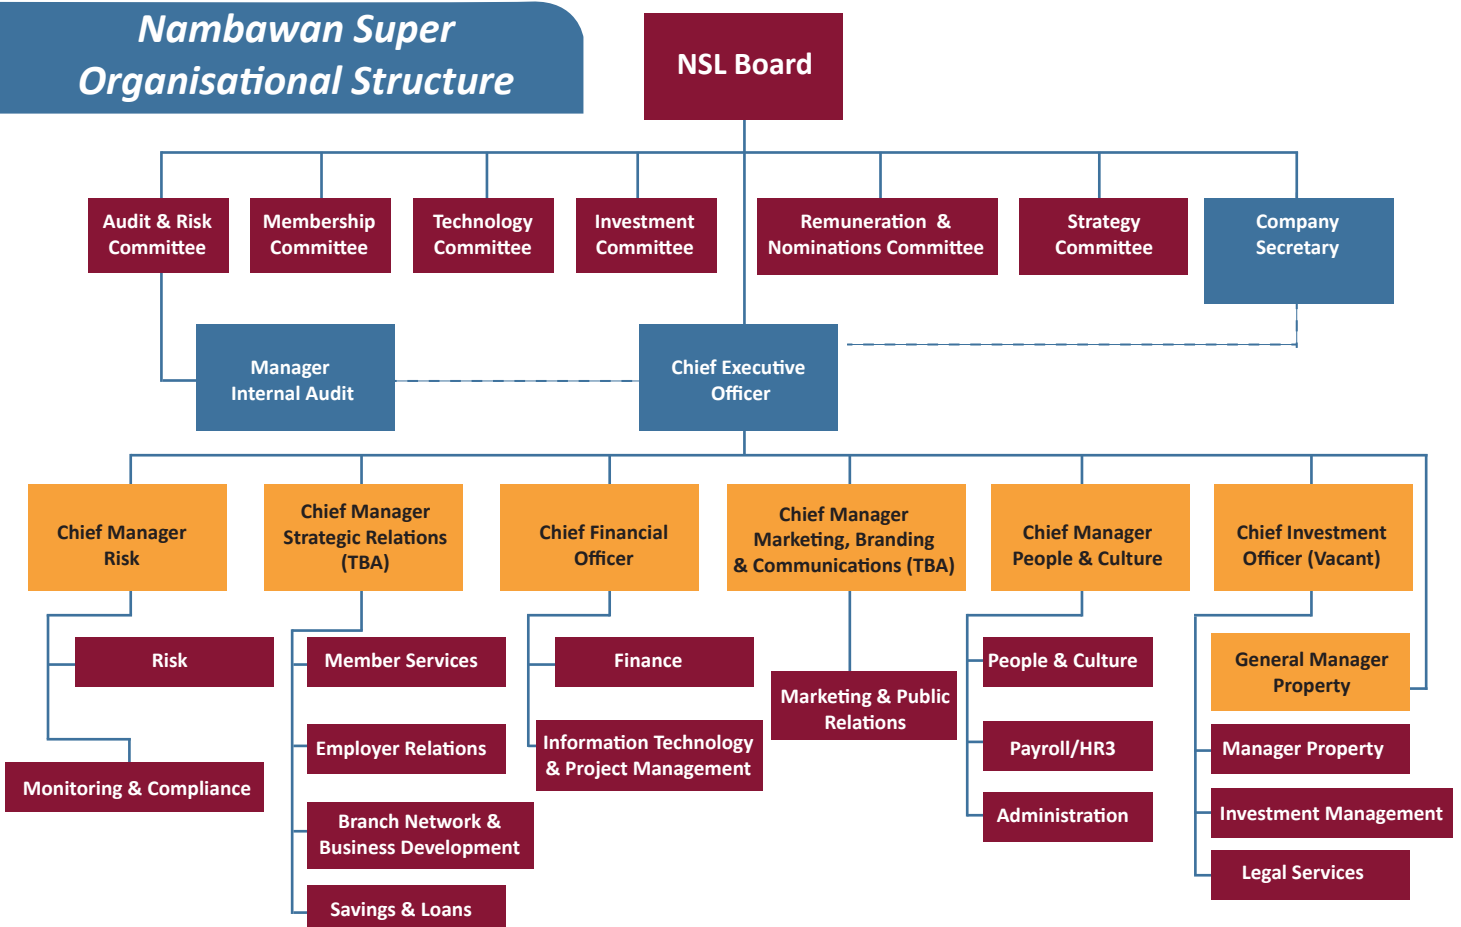 Nambawan Super
Organisational Structure
NSL Board
Audit & Risk
Committee
Membership
Committee
Technology
Committee
Investment
Committee
Remuneration &
Nominations Committee
Strategy
Committee
Company
Secretary
Manager
Internal Audit
Chief Executive
Officer
Chief Manager
Risk
Chief Manager
Strategic Relations
(TBA)
Chief Financial
Officer
Chief Manager
Marketing, Branding
& Communications (TBA)
Chief Manager
People & Culture
Chief Investment
Officer (Vacant)
Risk
Monitoring & Compliance
Member Services
Employer Relations
Branch Network &
Business Development
Savings & Loans
Finance
Information Technology
& Project Management
Marketing & Public
Relations
People & Culture
Payroll/HR3
Administration
General Manager
Property
Manager Property
Investment Management
Legal Services